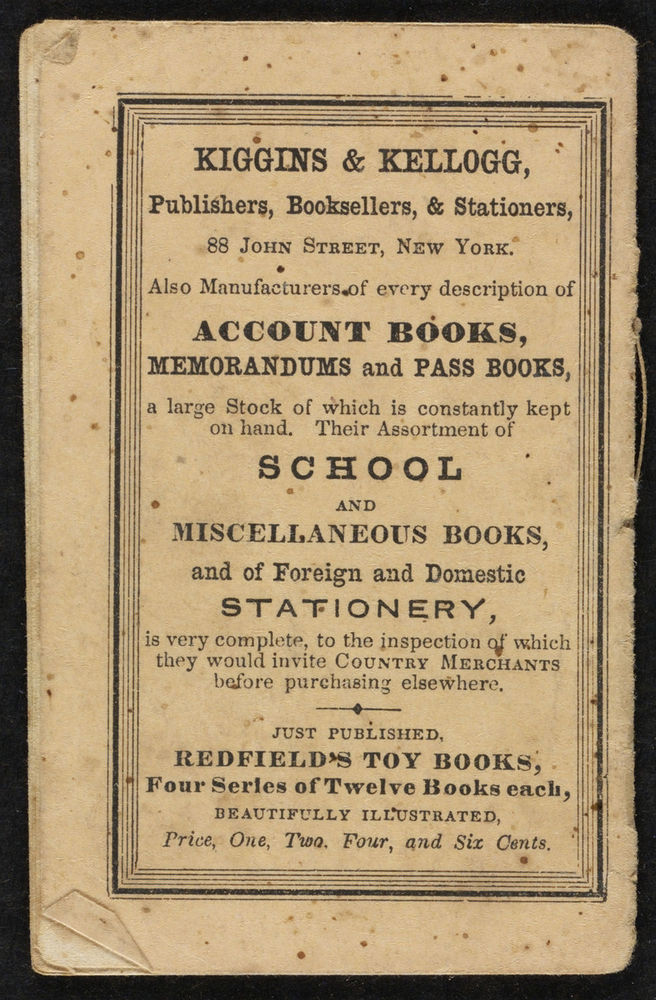 KIGGINS & KELLOGG,
Publishers, Booksellers, & Stationers,
88 JOHN STREET, NEW YORK.
Also Manufacturers of every description of
ACCOUNT BOOKS,
MEMORANDUMS and PASS BOOKS,
a large Stock of which is constantly kept
on hand. Their Assortment of
SCHOOL
AND
MISCELLANEOUS BOOKS,
and of Foreign and Domestic
STATIONERY,
is very complete, to the inspection of which
they would invite COUNTRY MERCHANTS
before purchasing elsewhere.
JUST PUBLISHED,
REDFIELD'S TOY BOOKS,
Four Series of Twelve Books each,
BEAUTIFULLY ILLUSTRATED,
Price, One, Two, Four, and Six Cents.